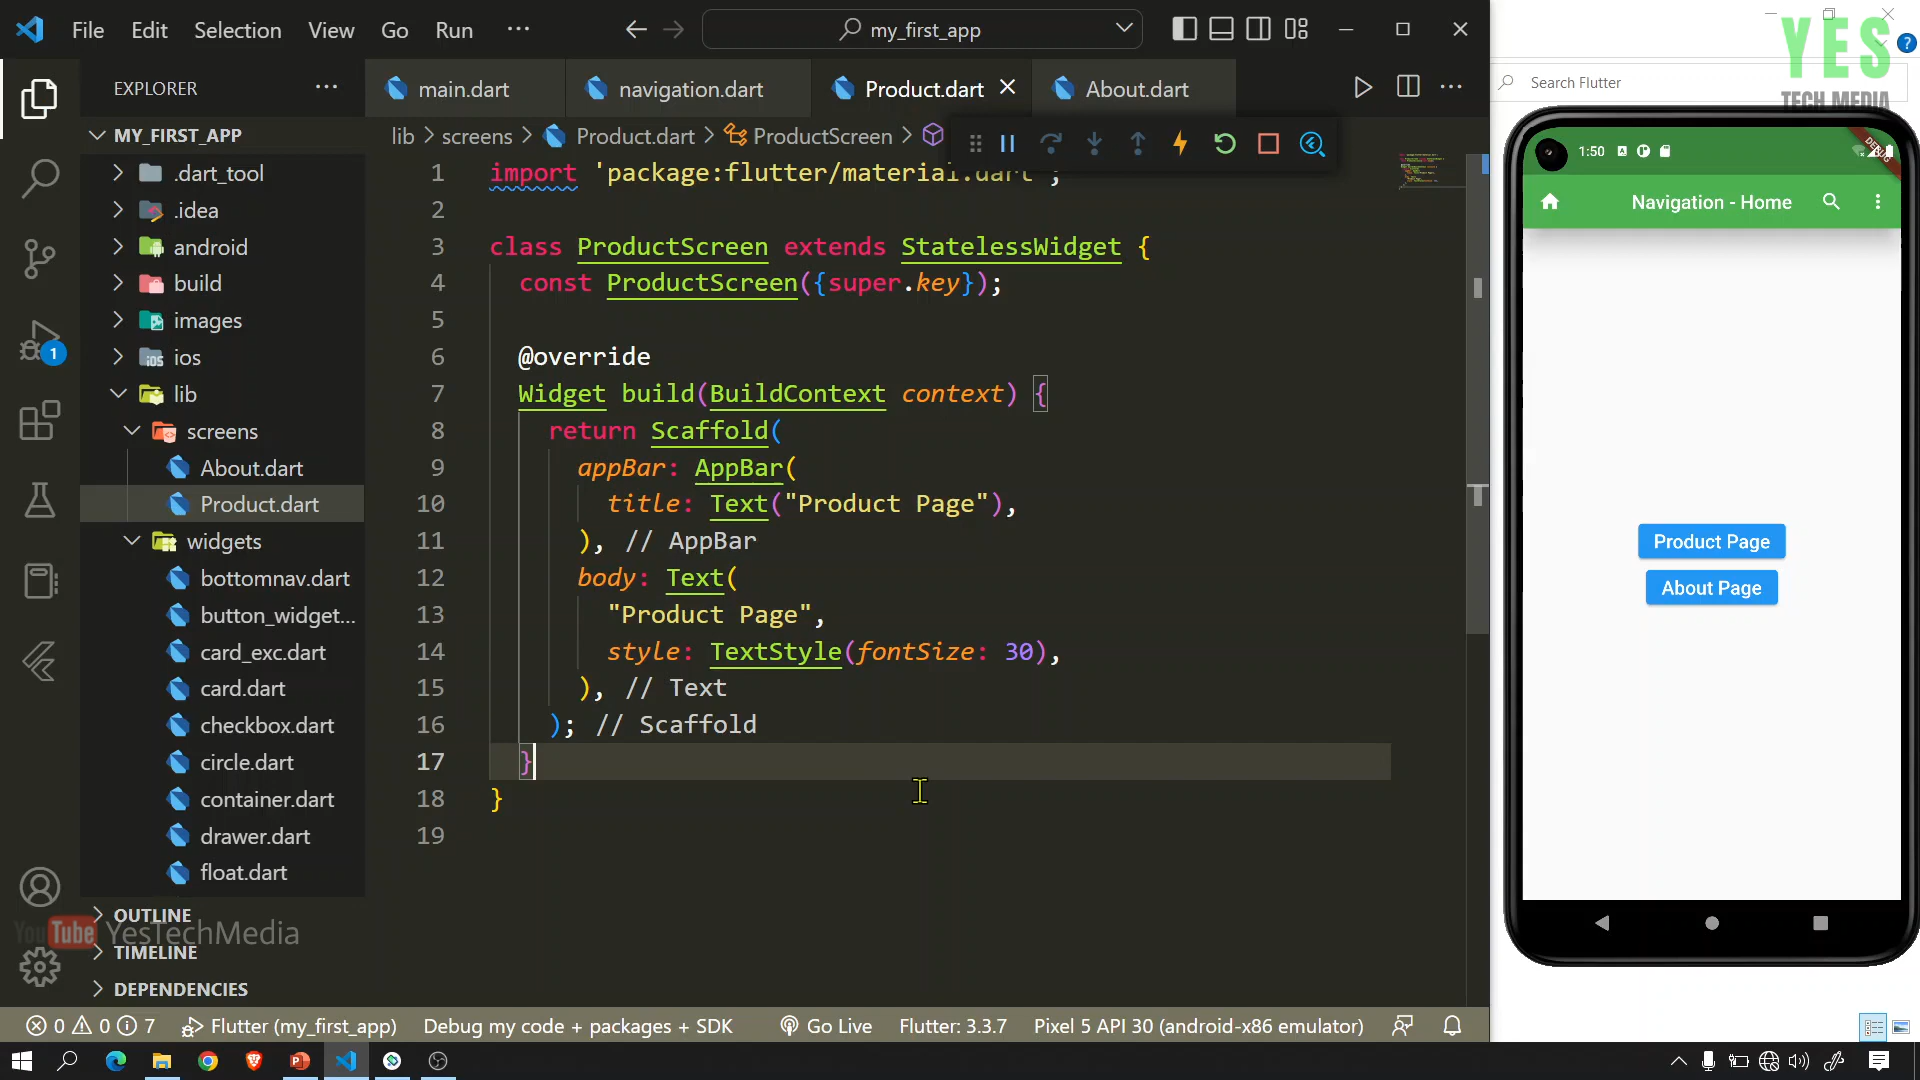 File Edit Selection View Go Run ··· my_first_app
YES
TECH MEDIA
EXPLORER ···
main.dart navigation.dart Product.dart About.dart
Search Flutter
MY_FIRST_APP
lib > screens > Product.dart > ProductScreen >
.dart_tool
.idea
android
build
images
ios
lib
screens
About.dart
Product.dart
widgets
bottomnav.dart
button_widget...
card_exc.dart
card.dart
checkbox.dart
circle.dart
container.dart
drawer.dart
float.dart
OUTLINE
YouTube YesTechMedia
TIMELINE
DEPENDENCIES
1 import 'package:flutter/material.dart';
2
3 class ProductScreen extends StatelessWidget {
4 const ProductScreen({super.key});
5
6 @override
7 Widget build(BuildContext context) {
8 return Scaffold(
9 appBar: AppBar(
10 title: Text("Product Page"),
11 ), // AppBar
12 body: Text(
13 "Product Page",
14 style: TextStyle(fontSize: 30),
15 ), // Text
16 ); // Scaffold
17 }
18 }
19
1:50
DEBUG
Navigation - Home
Product Page
About Page
1
0 0 7 Flutter (my_first_app) Debug my code + packages + SDK Go Live Flutter: 3.3.7 Pixel 5 API 30 (android-x86 emulator)